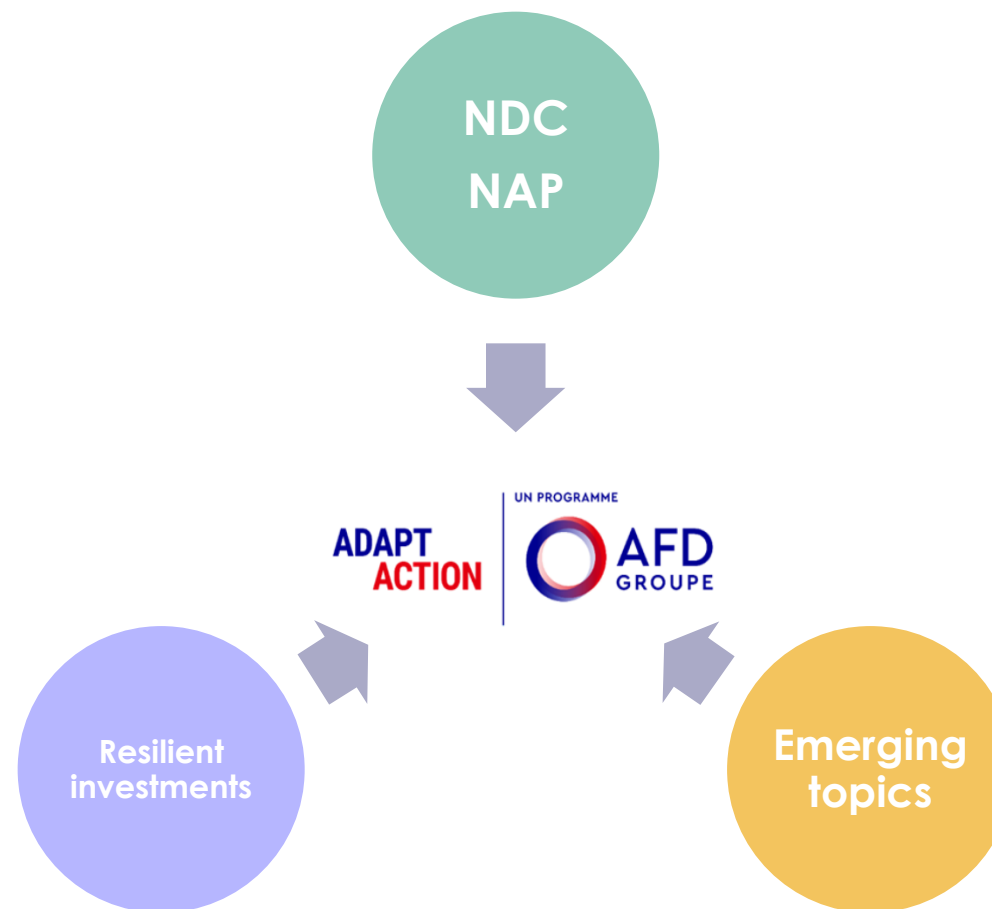 NDC
NAP
UN PROGRAMME
ADAPT
ACTION
AFD
GROUPE
Resilient
investments
Emerging
topics